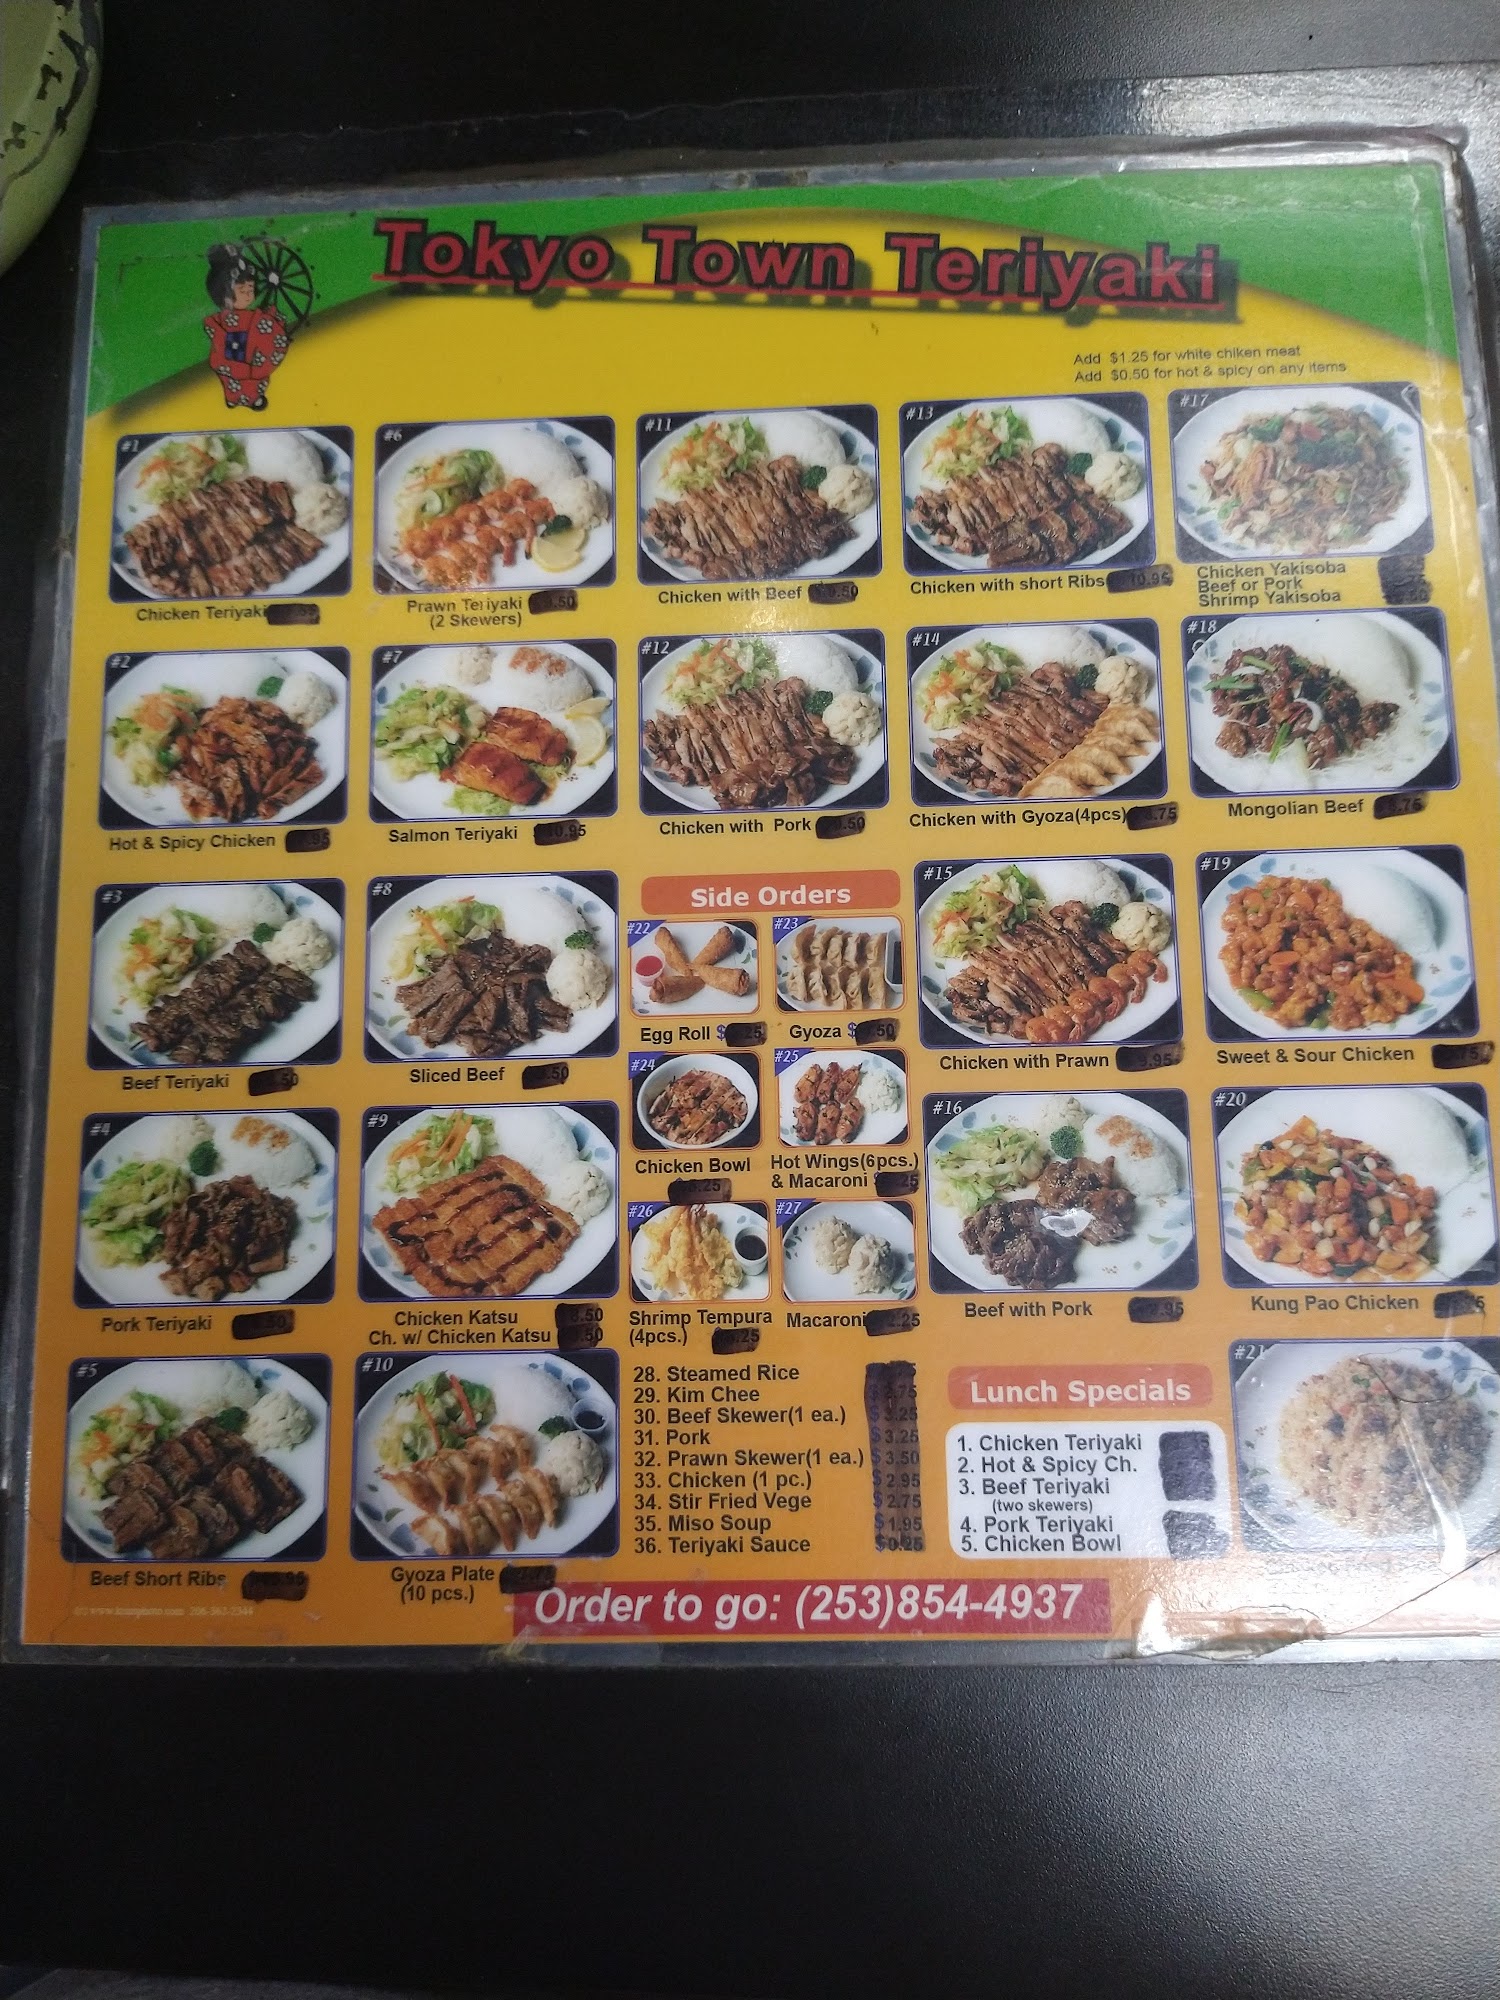 Tokyo Town Teriyaki
Add $1.25 for white chiken meat
Add $0.50 for hot & spicy on any items
#1
Chicken Teriyaki
#6
Prawn Teriyaki
(2 Skewers)
#11
Chicken with Beef
#13
Chicken with short Ribs 10.95
#17
Chicken Yakisoba
Beef or Pork
Shrimp Yakisoba
#2
Hot & Spicy Chicken
#7
Salmon Teriyaki
#12
Chicken with Pork
#14
Chicken with Gyoza(4pcs)
#18
Mongolian Beef
#3
Beef Teriyaki
#8
Sliced Beef
Side Orders
#22
Egg Roll $
#23
Gyoza $
#24
Chicken Bowl
#25
Hot Wings(6pcs.)
& Macaroni
#26
Shrimp Tempura
(4pcs.)
#27
Macaroni
#15
Chicken with Prawn
#19
Sweet & Sour Chicken
#4
Pork Teriyaki
#9
Chicken Katsu
Ch. w/ Chicken Katsu
#16
Beef with Pork
#20
Kung Pao Chicken
#5
Beef Short Ribs
#10
Gyoza Plate
(10 pcs.)
28. Steamed Rice
29. Kim Chee $2.75
30. Beef Skewer(1 ea.) $3.25
31. Pork $3.25
32. Prawn Skewer(1 ea.) $3.50
33. Chicken (1 pc.) $2.95
34. Stir Fried Vege $2.75
35. Miso Soup $1.95
36. Teriyaki Sauce $0.25
Lunch Specials
1. Chicken Teriyaki
2. Hot & Spicy Ch.
3. Beef Teriyaki
(two skewers)
4. Pork Teriyaki
5. Chicken Bowl
#21
Order to go: (253)854-4937